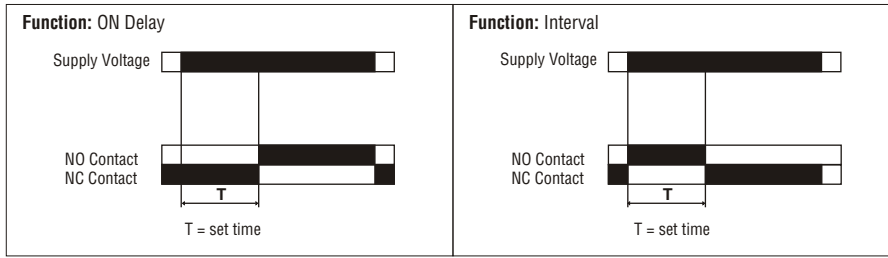 Function: ON Delay
Supply Voltage
NO Contact
NC Contact
T
T = set time
Function: Interval
Supply Voltage
NO Contact
NC Contact
T
T = set time